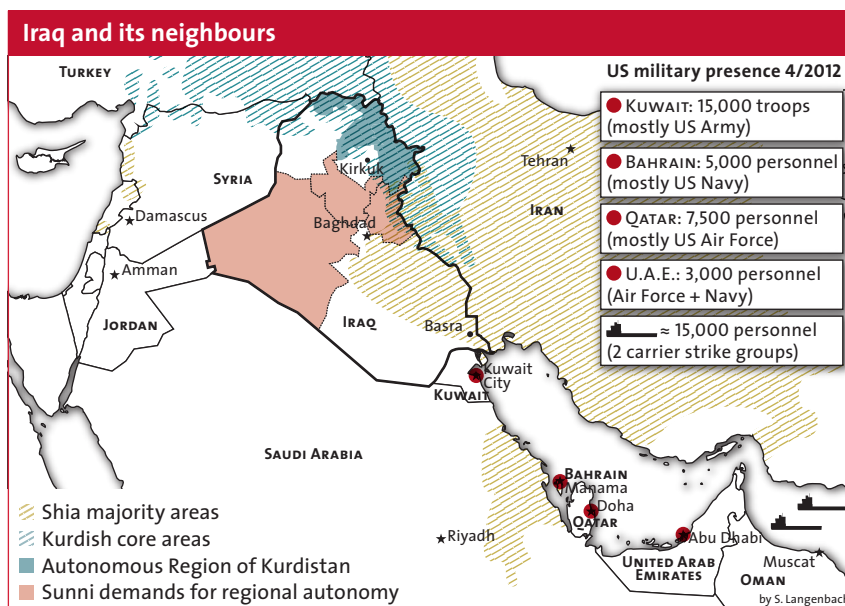 Iraq and its neighbours
US military presence 4/2012
KUWAIT: 15,000 troops
(mostly US Army)
BAHRAIN: 5,000 personnel
(mostly US Navy)
QATAR: 7,500 personnel
(mostly US Air Force)
U.A.E.: 3,000 personnel
(Air Force + Navy)
≈ 15,000 personnel
(2 carrier strike groups)
TURKEY
SYRIA
Kirkuk
Tehran
IRAN
Damascus
Baghdad
Amman
JORDAN
IRAQ
Basra
Kuwait
City
KUWAIT
SAUDI ARABIA
BAHRAIN
Manama
Doha
QATAR
Riyadh
Abu Dhabi
UNITED ARAB
EMIRATES
Muscat
OMAN
Shia majority areas
Kurdish core areas
Autonomous Region of Kurdistan
Sunni demands for regional autonomy
by S. Langenbach